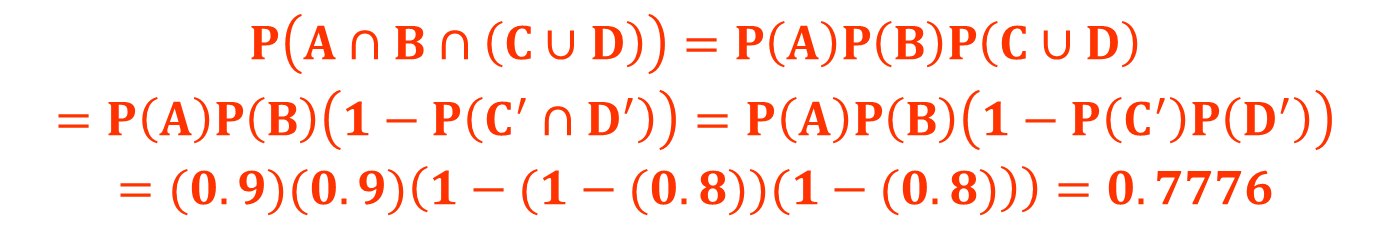 P(A ∩ B ∩ (C ∪ D)) = P(A)P(B)P(C ∪ D)
= P(A)P(B)(1 − P(C′ ∩ D′)) = P(A)P(B)(1 − P(C′)P(D′))
= (0.9)(0.9)(1 − (1 − (0.8))(1 − (0.8))) = 0.7776